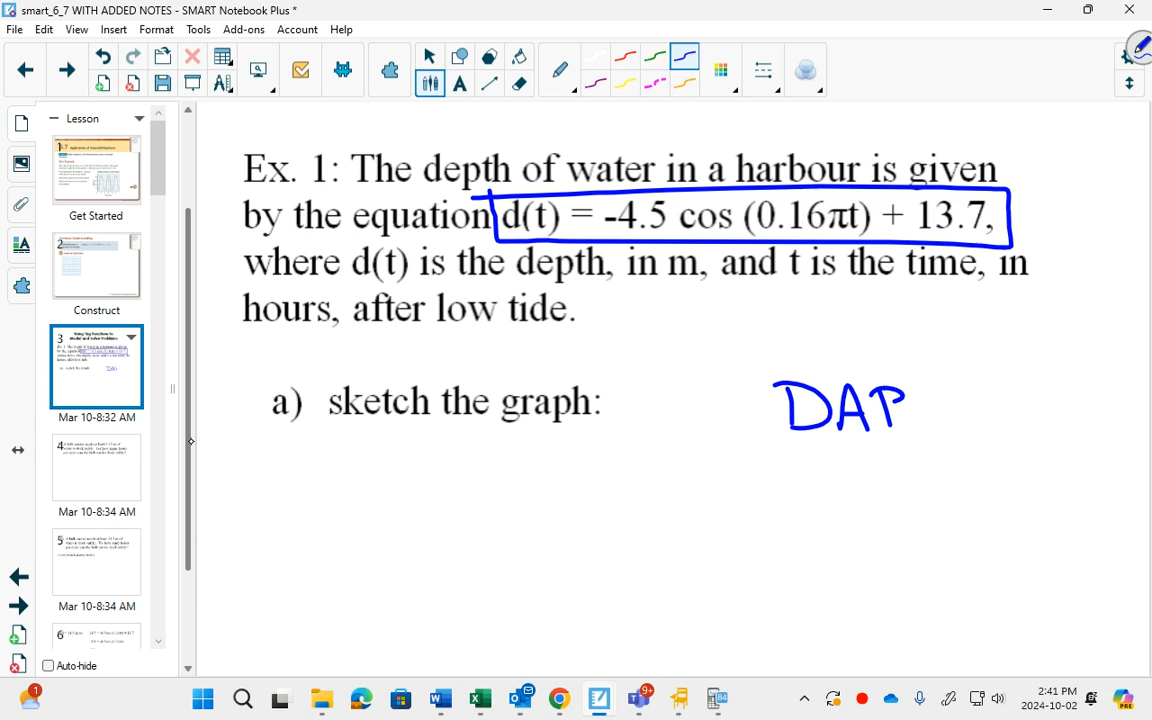 smart_6_7 WITH ADDED NOTES - SMART Notebook Plus *
File Edit View Insert Format Tools Add-ons Account Help
Lesson
Get Started
Construct
Mar 10-8:32 AM
Mar 10-8:34 AM
Mar 10-8:34 AM
Auto-hide
Ex. 1: The depth of water in a harbour is given
by the equation d(t) = -4.5 cos (0.16πt) + 13.7,
where d(t) is the depth, in m, and t is the time, in
hours, after low tide.
a) sketch the graph:
DAP
1
9+
84
2:41 PM
2024-10-02
PRE